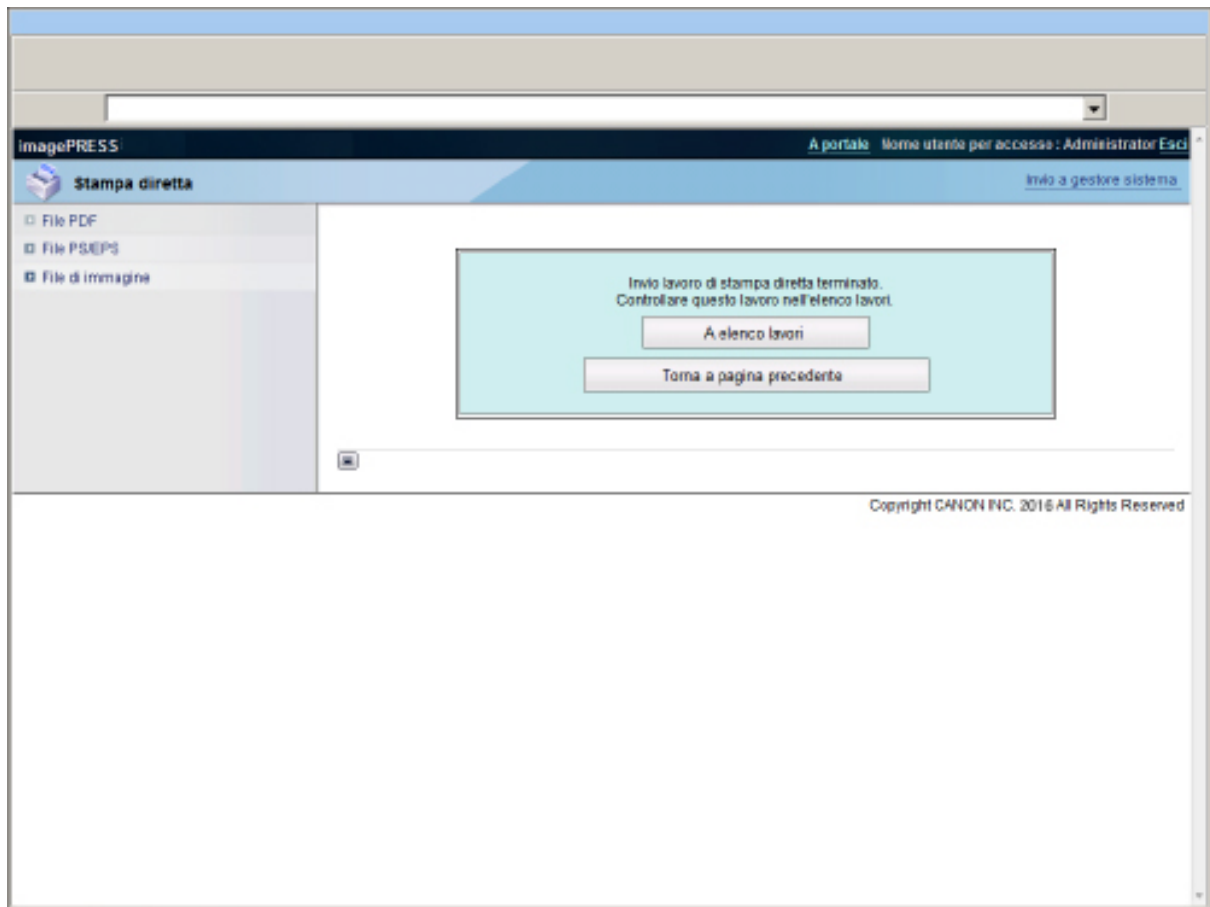 imagePRESS
A portale Nome utente per accesso : Administrator Esci
Stampa diretta
Invio a gestore sistema
File PDF
File PS/EPS
File di immagine
Invio lavoro di stampa diretta terminato.
Controllare questo lavoro nell'elenco lavori.
A elenco lavori
Torna a pagina precedente
Copyright CANON INC. 2016 All Rights Reserved